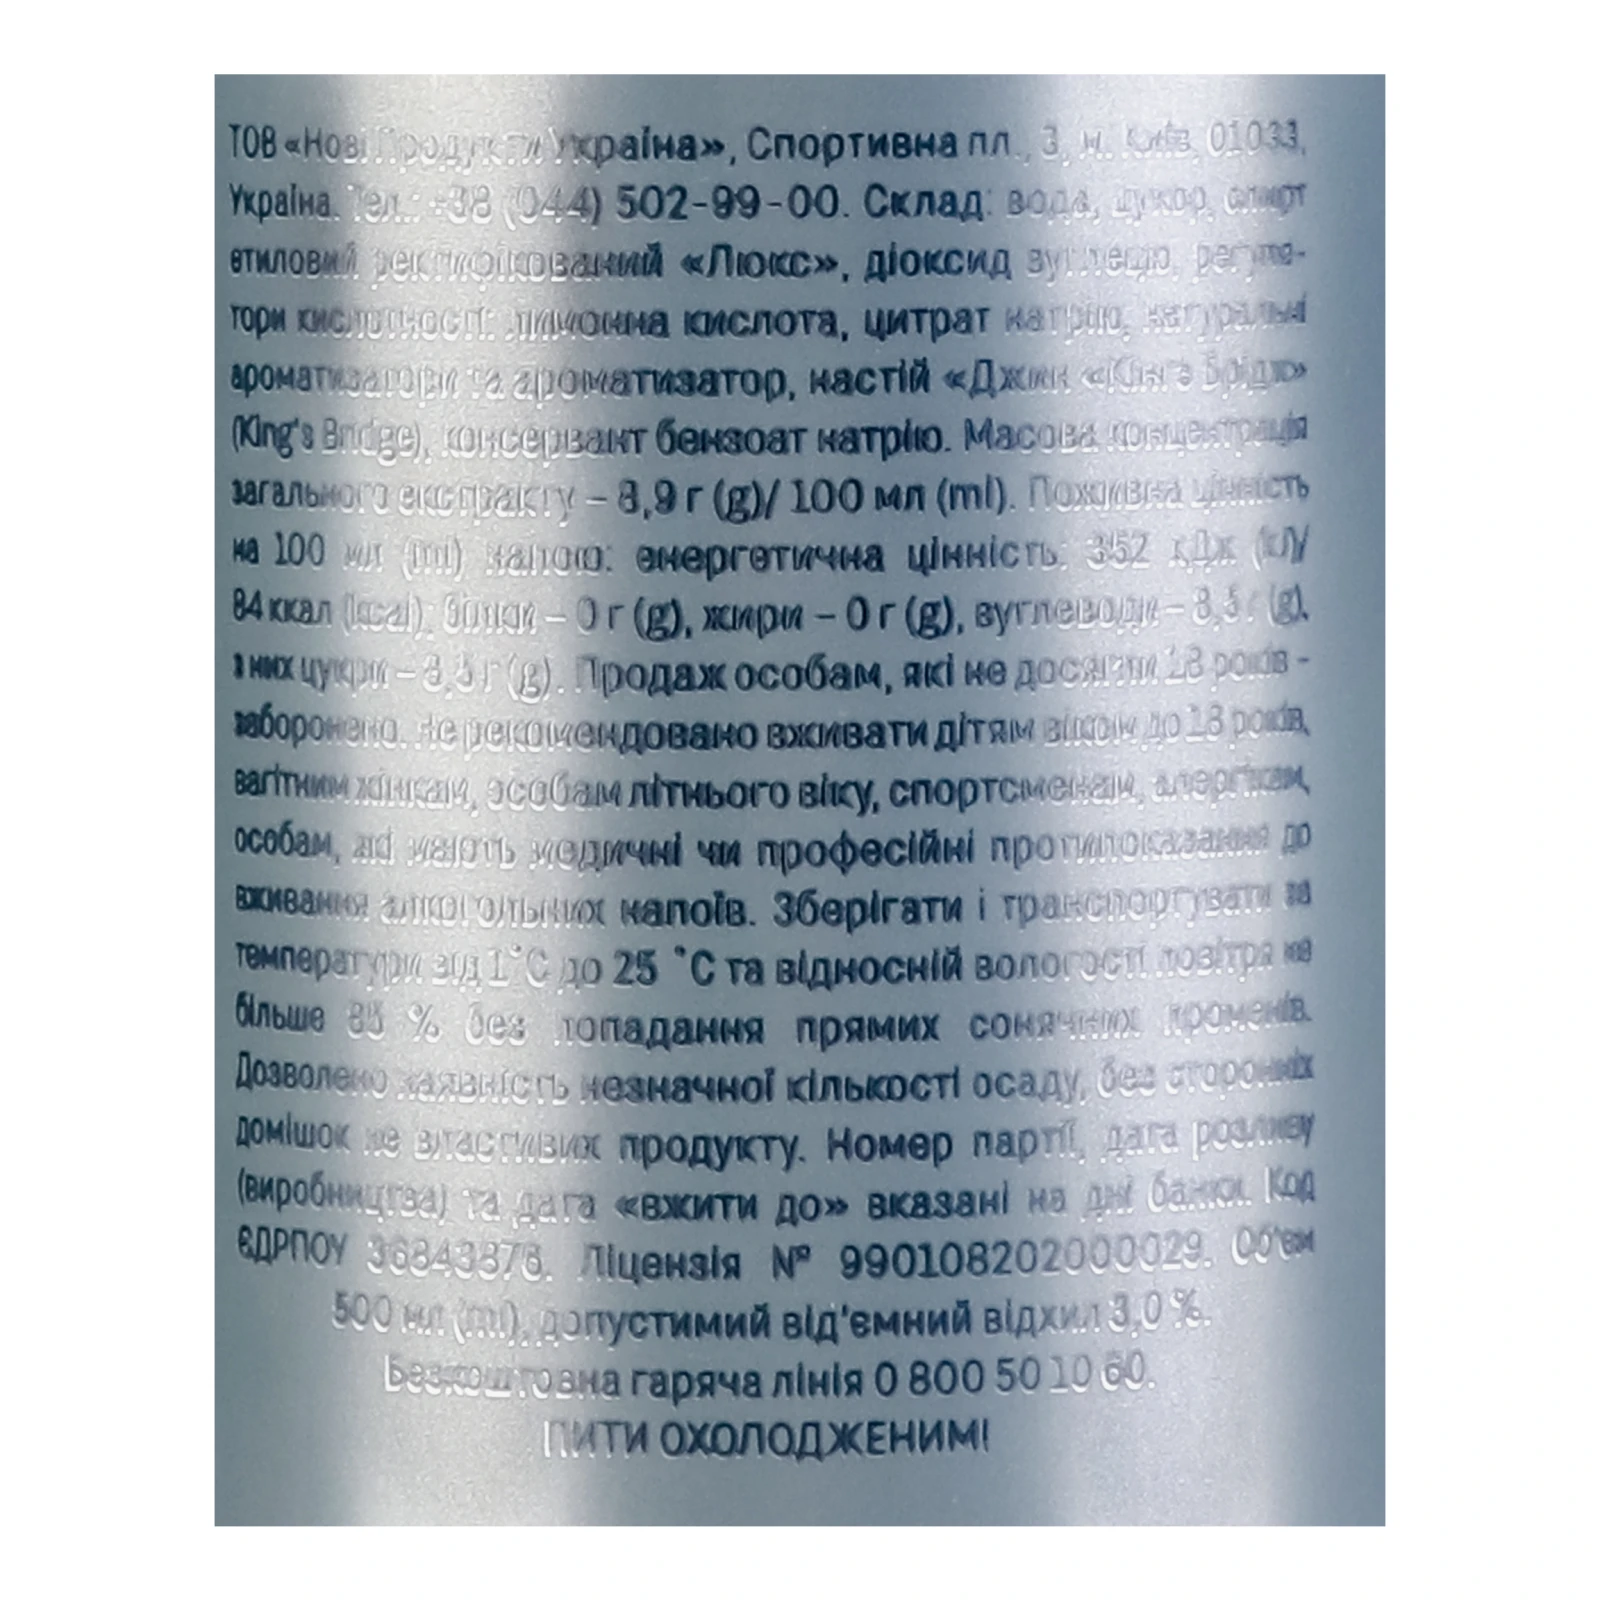 ТОВ «Нові Продукти Україна», Спортивна пл., 3, м. Київ, 01033,
Україна. Тел.: +38 (044) 502-99-00. Склад: вода, цукор, спирт
етиловий ректифікований «Люкс», діоксид вуглецю, регуля-
тори кислотності: лимонна кислота, цитрат натрію, натуральні
ароматизатори та ароматизатор, настій «Джин «Кінгз Брідж»
(King's Bridge), консервант бензоат натрію. Масова концентрація
загального екстракту – 8,9 г (g)/ 100 мл (ml). Поживна цінність
на 100 мл (ml) напою: енергетична цінність: 352 кДж (kJ)/
84 ккал (kcal); білки – 0 г (g), жири – 0 г (g), вуглеводи – 8,5 г (g),
з них цукри – 8,5 г (g). Продаж особам, які не досягли 18 років -
заборонено. Не рекомендовано вживати дітям віком до 18 років,
вагітним жінкам, особам літнього віку, спортсменам, алергікам,
особам, які мають медичні чи професійні протипоказання до
вживання алкогольних напоїв. Зберігати і транспортувати за
температури від 1 ˚С до 25 ˚С та відносній вологості повітря не
більше 85 % без попадання прямих сонячних променів.
Дозволено наявність незначної кількості осаду, без сторонніх
домішок не властивих продукту. Номер партії, дата розливу
(виробництва) та дата «вжити до» вказані на дні банки. Код
ЄДРПОУ 36843876. Ліцензія № 990108202000029. Об'єм
500 мл (ml), допустимий від'ємний відхил 3,0 %.
Безкоштовна гаряча лінія 0 800 50 10 60.
ПИТИ ОХОЛОДЖЕНИМ!